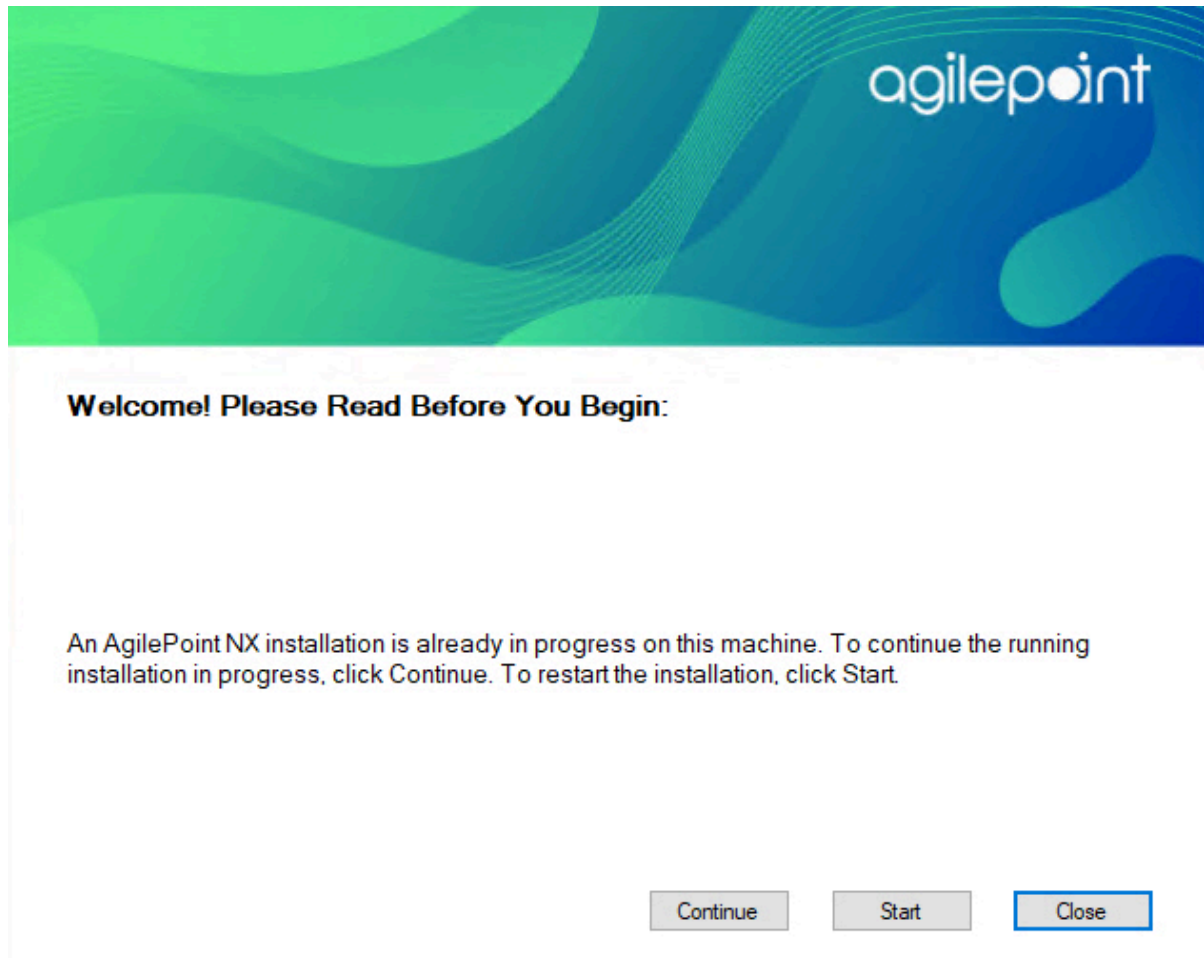 agilepoint
Welcome! Please Read Before You Begin:
An AgilePoint NX installation is already in progress on this machine. To continue the running
installation in progress, click Continue. To restart the installation, click Start.
Continue Start Close